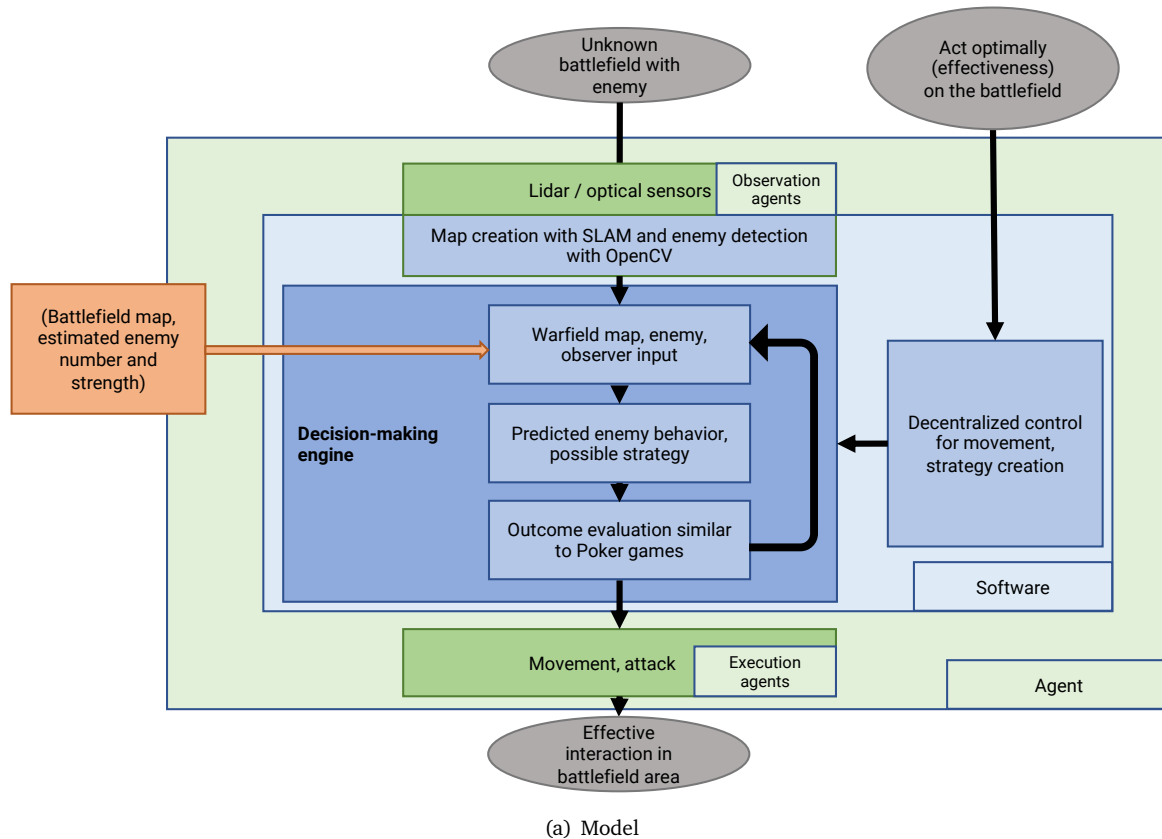 Unknown
battlefield with
enemy
Act optimally
(effectiveness)
on the battlefield
Lidar / optical sensors
Observation
agents
Map creation with SLAM and enemy detection
with OpenCV
(Battlefield map,
estimated enemy
number and
strength)
Warfield map, enemy,
observer input
Decision-making
engine
Predicted enemy behavior,
possible strategy
Decentralized control
for movement,
strategy creation
Outcome evaluation similar
to Poker games
Software
Movement, attack
Execution
agents
Agent
Effective
interaction in
battlefield area
(a) Model